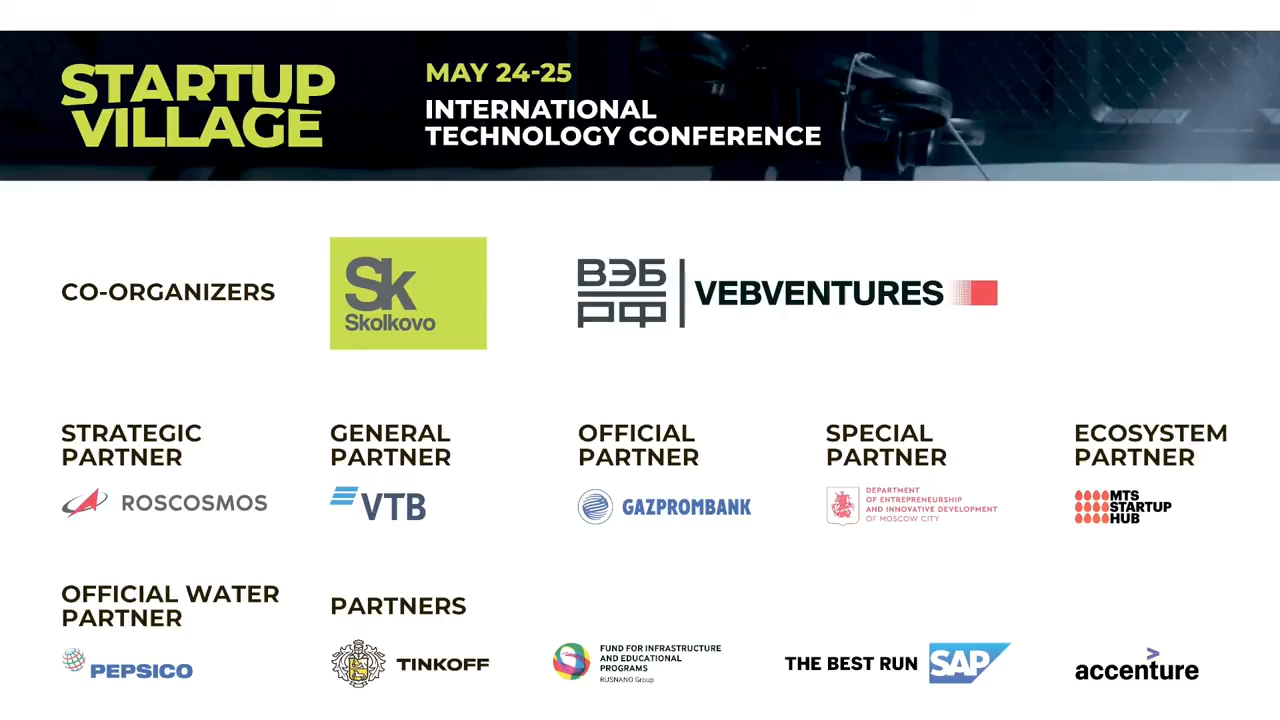 STARTUP
VILLAGE
MAY 24-25
INTERNATIONAL
TECHNOLOGY CONFERENCE
CO-ORGANIZERS
Sk
Skolkovo
ВЭБ
РФ
VEBVENTURES
STRATEGIC
PARTNER
ROSCOSMOS
GENERAL
PARTNER
VTB
OFFICIAL
PARTNER
GAZPROMBANK
SPECIAL
PARTNER
DEPARTMENT
OF ENTREPRENEURSHIP
AND INNOVATIVE DEVELOPMENT
OF MOSCOW CITY
ECOSYSTEM
PARTNER
MTS
STARTUP
HUB
OFFICIAL WATER
PARTNER
PEPSICO
PARTNERS
TINKOFF
FUND FOR INFRASTRUCTURE
AND EDUCATIONAL
PROGRAMS
RUSNANO Group
THE BEST RUN SAP
accenture